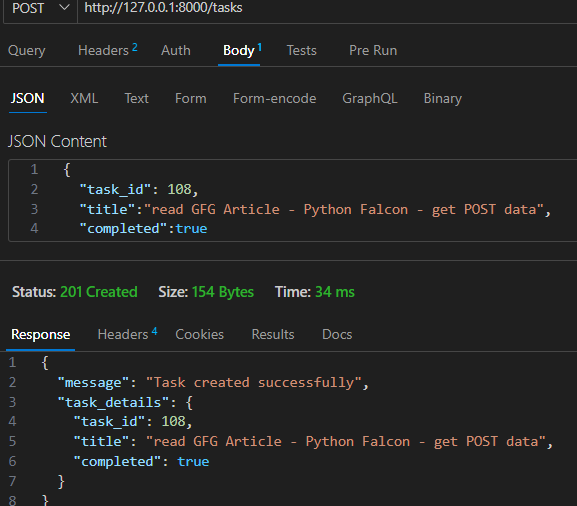 POST http://127.0.0.1:8000/tasks
Query Headers 2 Auth Body 1 Tests Pre Run
JSON XML Text Form Form-encode GraphQL Binary
JSON Content
1 {
2 "task_id": 108,
3 "title":"read GFG Article - Python Falcon - get POST data",
4 "completed":true
Status: 201 Created Size: 154 Bytes Time: 34 ms
Response Headers 4 Cookies Results Docs
1 {
2 "message": "Task created successfully",
3 "task_details": {
4 "task_id": 108,
5 "title": "read GFG Article - Python Falcon - get POST data",
6 "completed": true
7 }
8 }